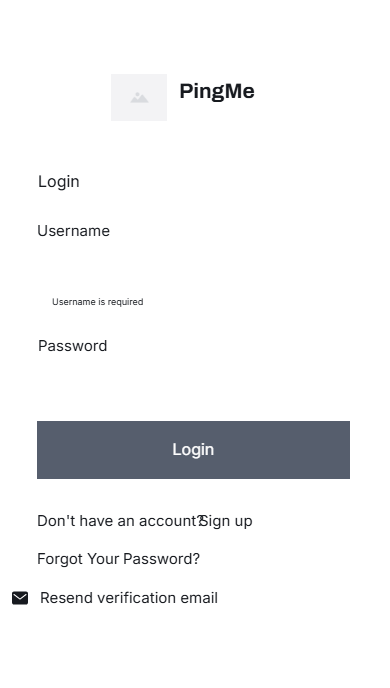 PingMe
Login
Username
Username is required
Password
Login
Don't have an account?Sign up
Forgot Your Password?
Resend verification email